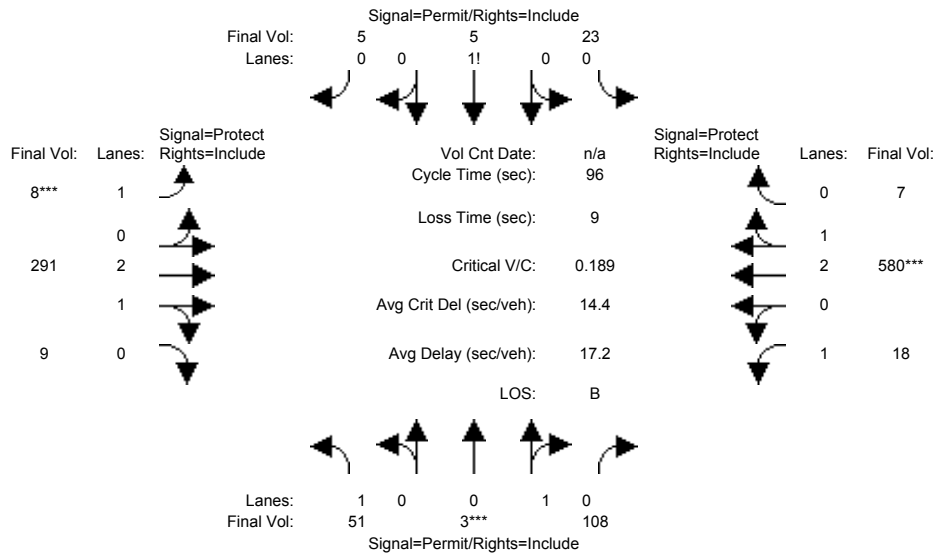 Signal=Permit/Rights=Include
Final Vol: 5 5 23
Lanes: 0 0 1! 0 0
Signal=Protect Signal=Protect
Final Vol: Lanes: Rights=Include Vol Cnt Date: n/a Rights=Include Lanes: Final Vol:
Cycle Time (sec): 96
8*** 1 0 7
Loss Time (sec): 9
0 1
291 2 Critical V/C: 0.189 2 580***
1 Avg Crit Del (sec/veh): 14.4 0
9 0 Avg Delay (sec/veh): 17.2 1 18
LOS: B
Lanes: 1 0 0 1 0
Final Vol: 51 3*** 108
Signal=Permit/Rights=Include